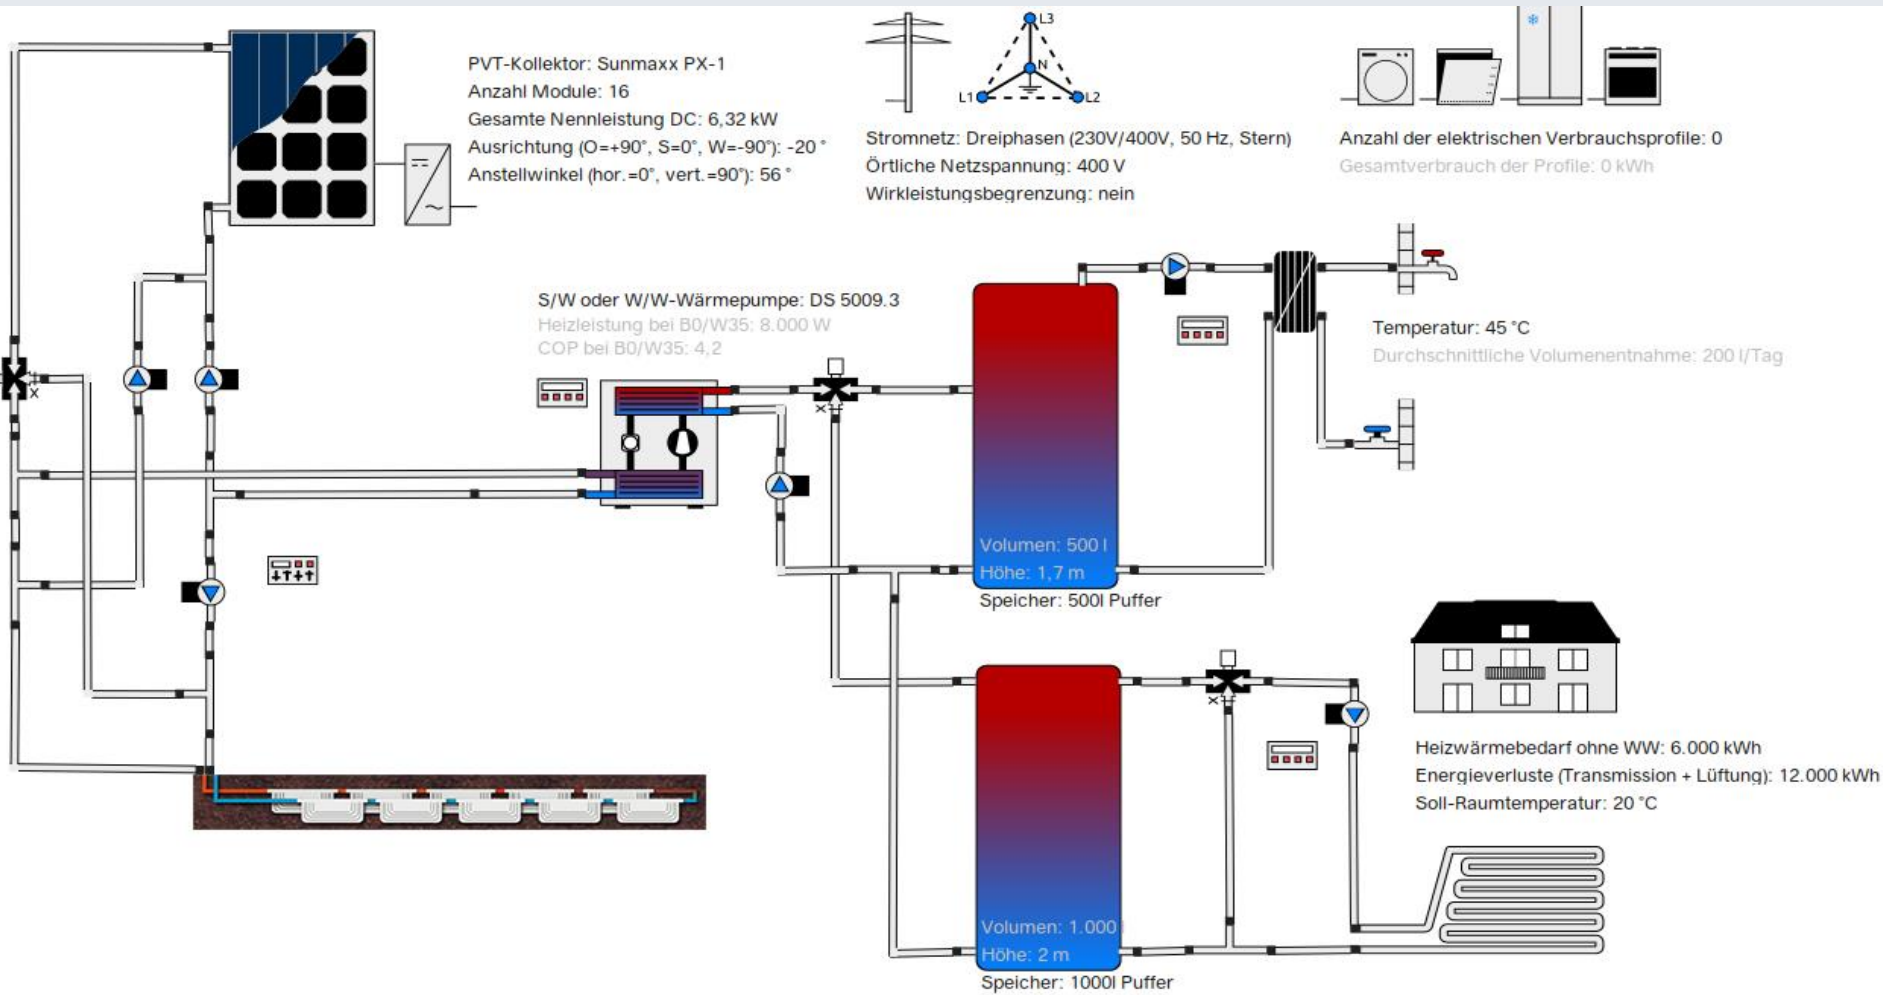 PVT-Kollektor: Sunmaxx PX-1
Anzahl Module: 16
Gesamte Nennleistung DC: 6,32 kW
Ausrichtung (O=+90°, S=0°, W=-90°): -20 °
Anstellwinkel (hor.=0°, vert.=90°): 56 °
L3
N
L1
L2
Stromnetz: Dreiphasen (230V/400V, 50 Hz, Stern)
Örtliche Netzspannung: 400 V
Wirkleistungsbegrenzung: nein
Anzahl der elektrischen Verbrauchsprofile: 0
Gesamtverbrauch der Profile: 0 kWh
S/W oder W/W-Wärmepumpe: DS 5009.3
Heizleistung bei B0/W35: 8.000 W
COP bei B0/W35: 4,2
Temperatur: 45 °C
Durchschnittliche Volumenentnahme: 200 l/Tag
x
x
Volumen: 500 l
Höhe: 1,7 m
Speicher: 500l Puffer
x
Heizwärmebedarf ohne WW: 6.000 kWh
Energieverluste (Transmission + Lüftung): 12.000 kWh
Soll-Raumtemperatur: 20 °C
Volumen: 1.000 l
Höhe: 2 m
Speicher: 1000l Puffer